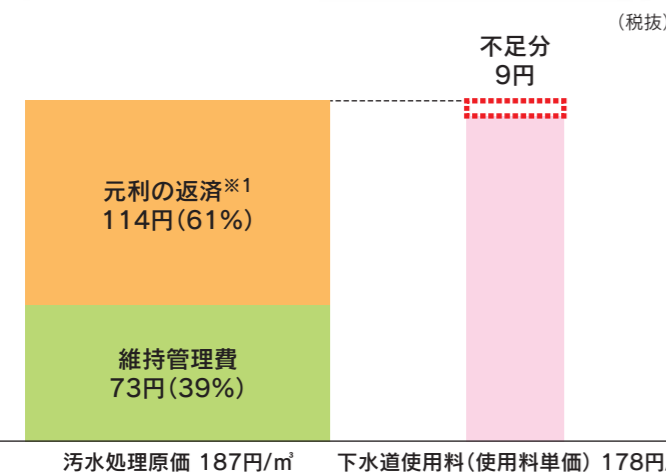 （税抜）
不足分
9円
元利の返済※1
114円（61%）
維持管理費
73円（39%）
汚水処理原価 187円/㎥
下水道使用料（使用料単価） 178円/